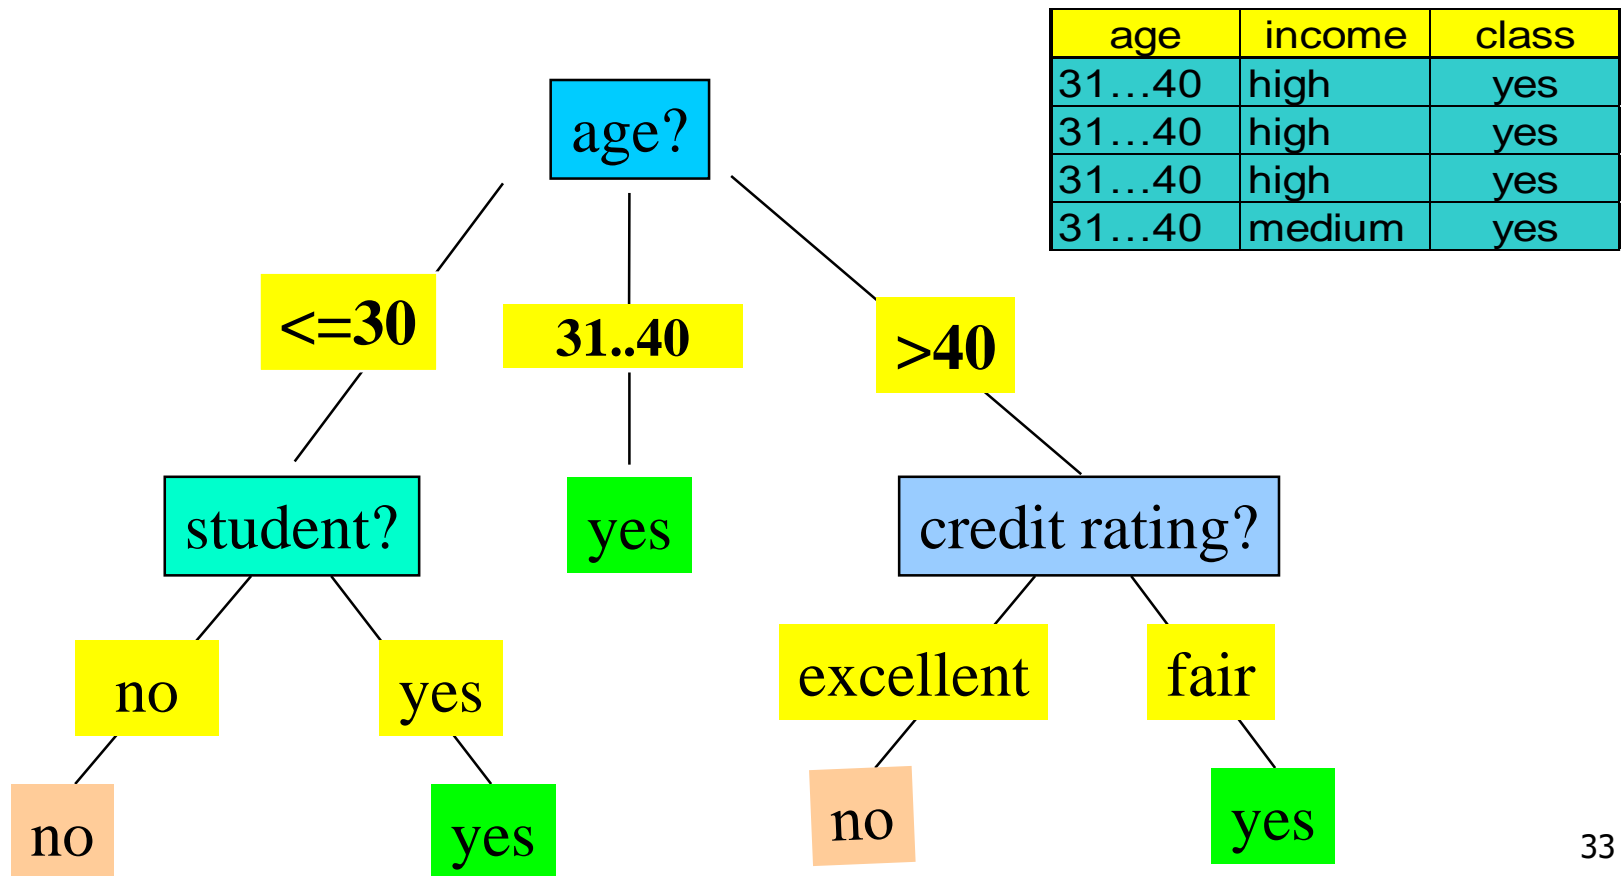 age income class
31…40 high yes
31…40 high yes
31…40 high yes
31…40 medium yes
age?
<=30 31..40 >40
student? yes credit rating?
no yes excellent fair
no yes no yes
33